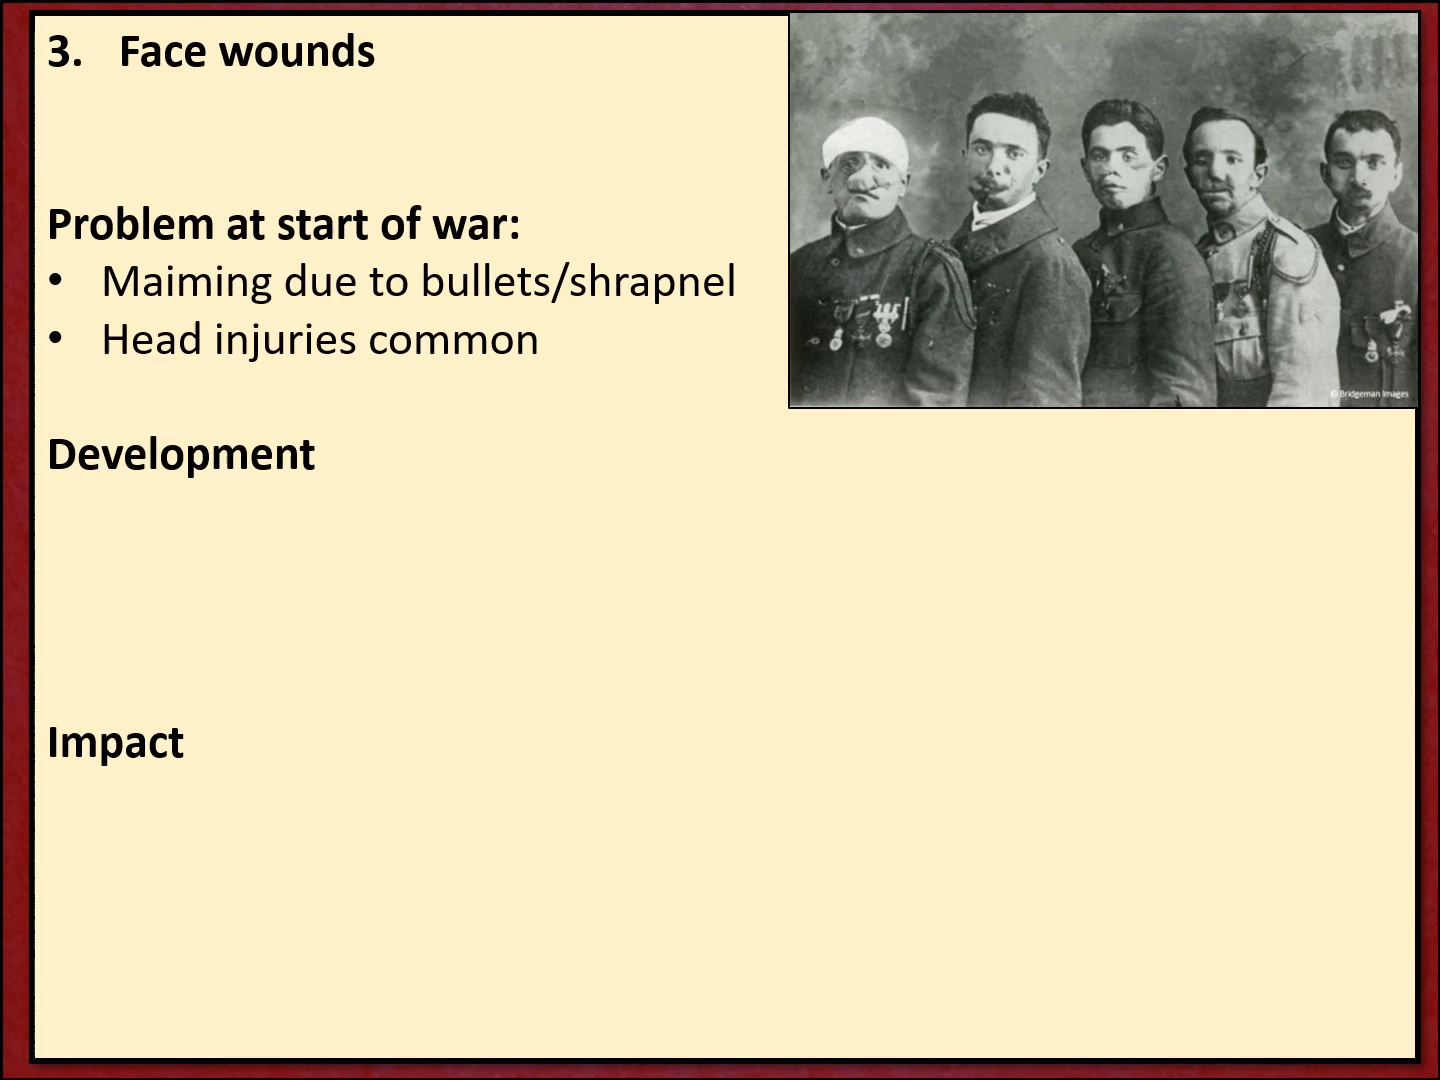 3. Face wounds
Problem at start of war:
• Maiming due to bullets/shrapnel
• Head injuries common
Development
Impact
© Bridgeman Images